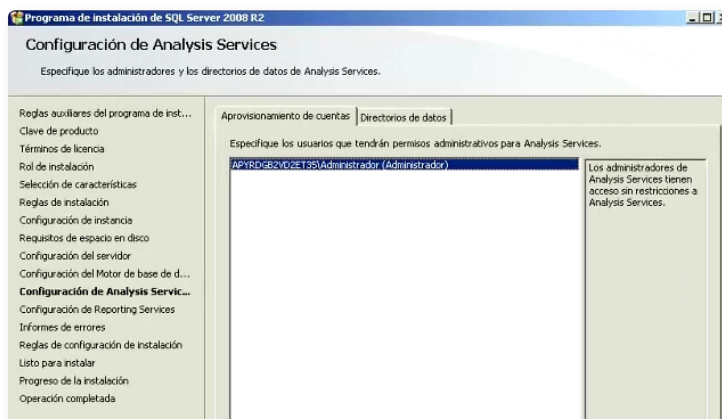 Programa de instalación de SQL Server 2008 R2
Configuración de Analysis Services
Especifique los administradores y los directorios de datos de Analysis Services.
Reglas auxiliares del programa de inst...
Clave de producto
Términos de licencia
Rol de instalación
Selección de características
Reglas de instalación
Configuración de instancia
Requisitos de espacio en disco
Configuración del servidor
Configuración del Motor de base de d...
Configuración de Analysis Servic...
Configuración de Reporting Services
Informes de errores
Reglas de configuración de instalación
Listo para instalar
Progreso de la instalación
Operación completada
Aprovisionamiento de cuentas
Directorios de datos
Especifique los usuarios que tendrán permisos administrativos para Analysis Services.
APYRDGB2VD2ET35\Administrador (Administrador)
Los administradores de
Analysis Services tienen
acceso sin restricciones a
Analysis Services.